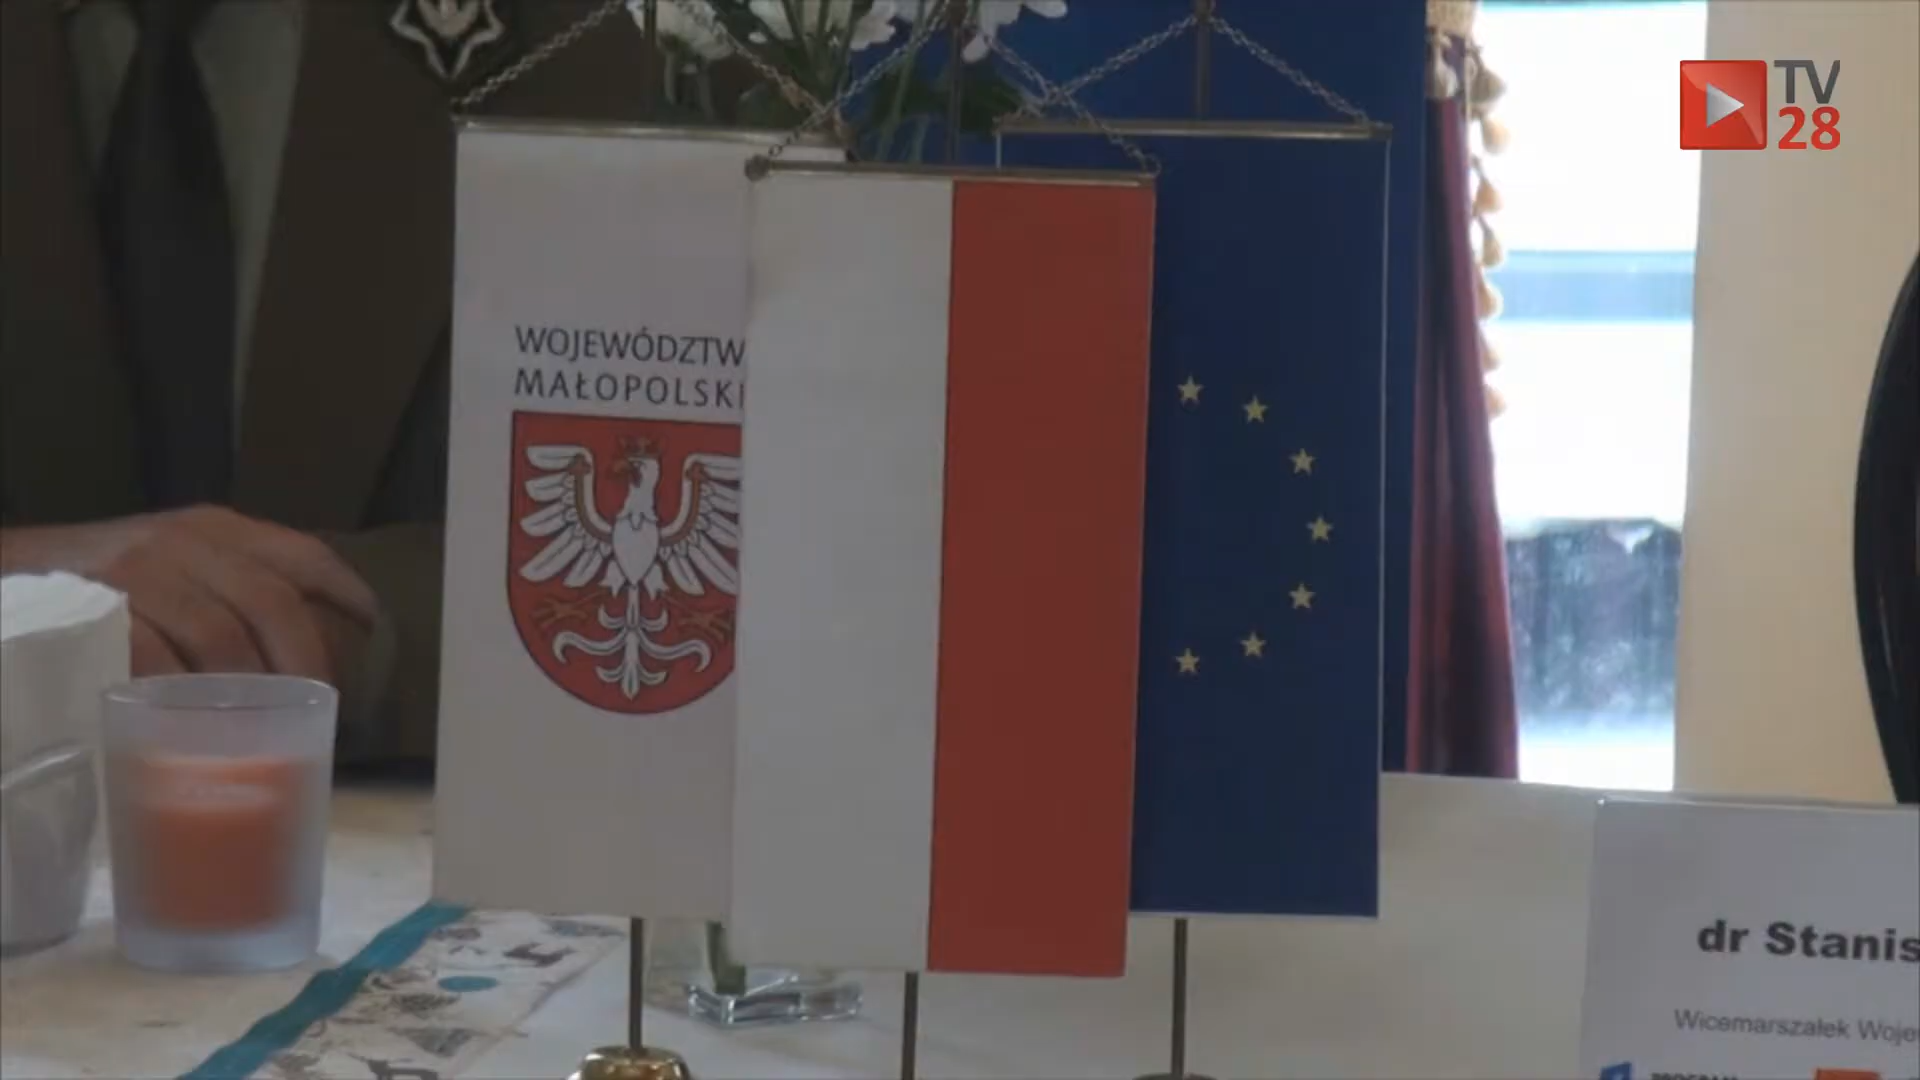 TV
28
WOJEWÓDZTW
MAŁOPOLSKI
dr Stanis
Wicemarszałek Woje